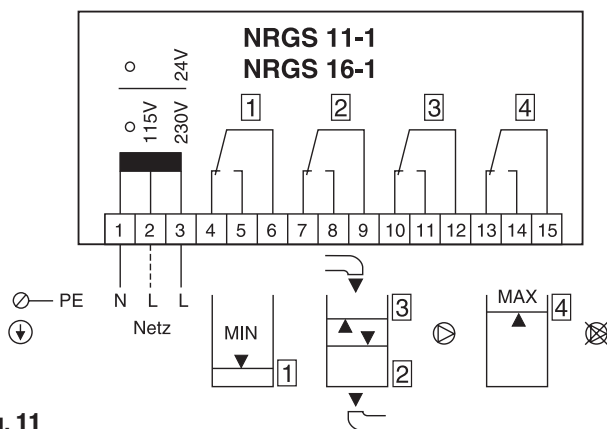 NRGS 11-1
NRGS 16-1
24V
115V
230V
1 2 3 4
1 2 3 4 5 6 7 8 9 10 11 12 13 14 15
PE N L L
Netz
MIN
1
3
2
MAX
4
. 11